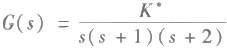 G(s) = K* / s(s + 1)(s + 2)